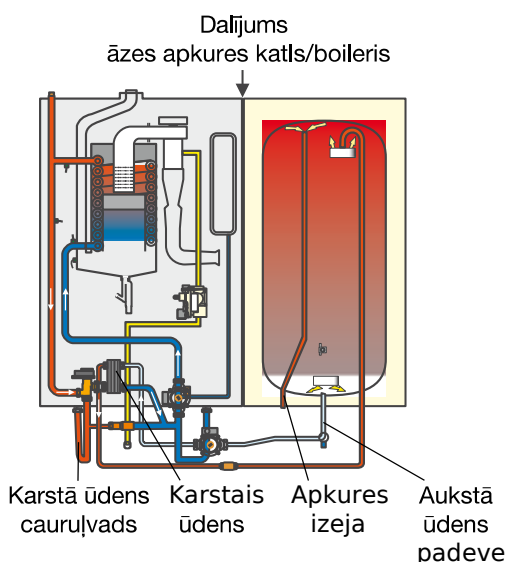 Dalījums
āzes apkures katls/boileris
Karstā ūdens
cauruļvads
Karstais
ūdens
Apkures
izeja
Aukstā
ūdens
padeve